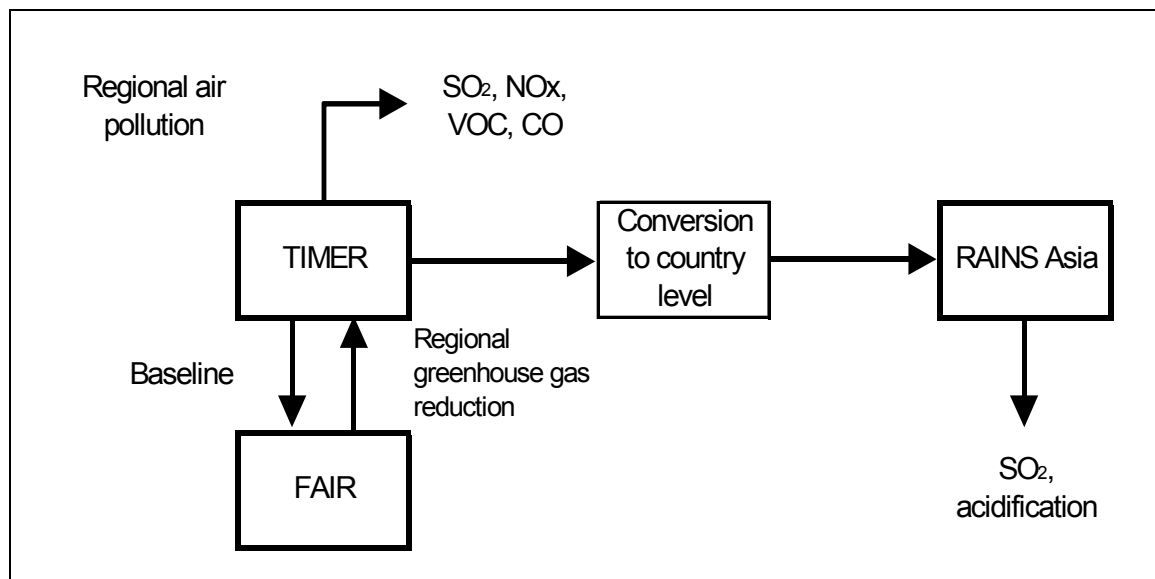 Regional air
pollution
SO₂, NOx,
VOC, CO
TIMER
Conversion
to country
level
RAINS Asia
Baseline
Regional
greenhouse gas
reduction
FAIR
SO₂,
acidification